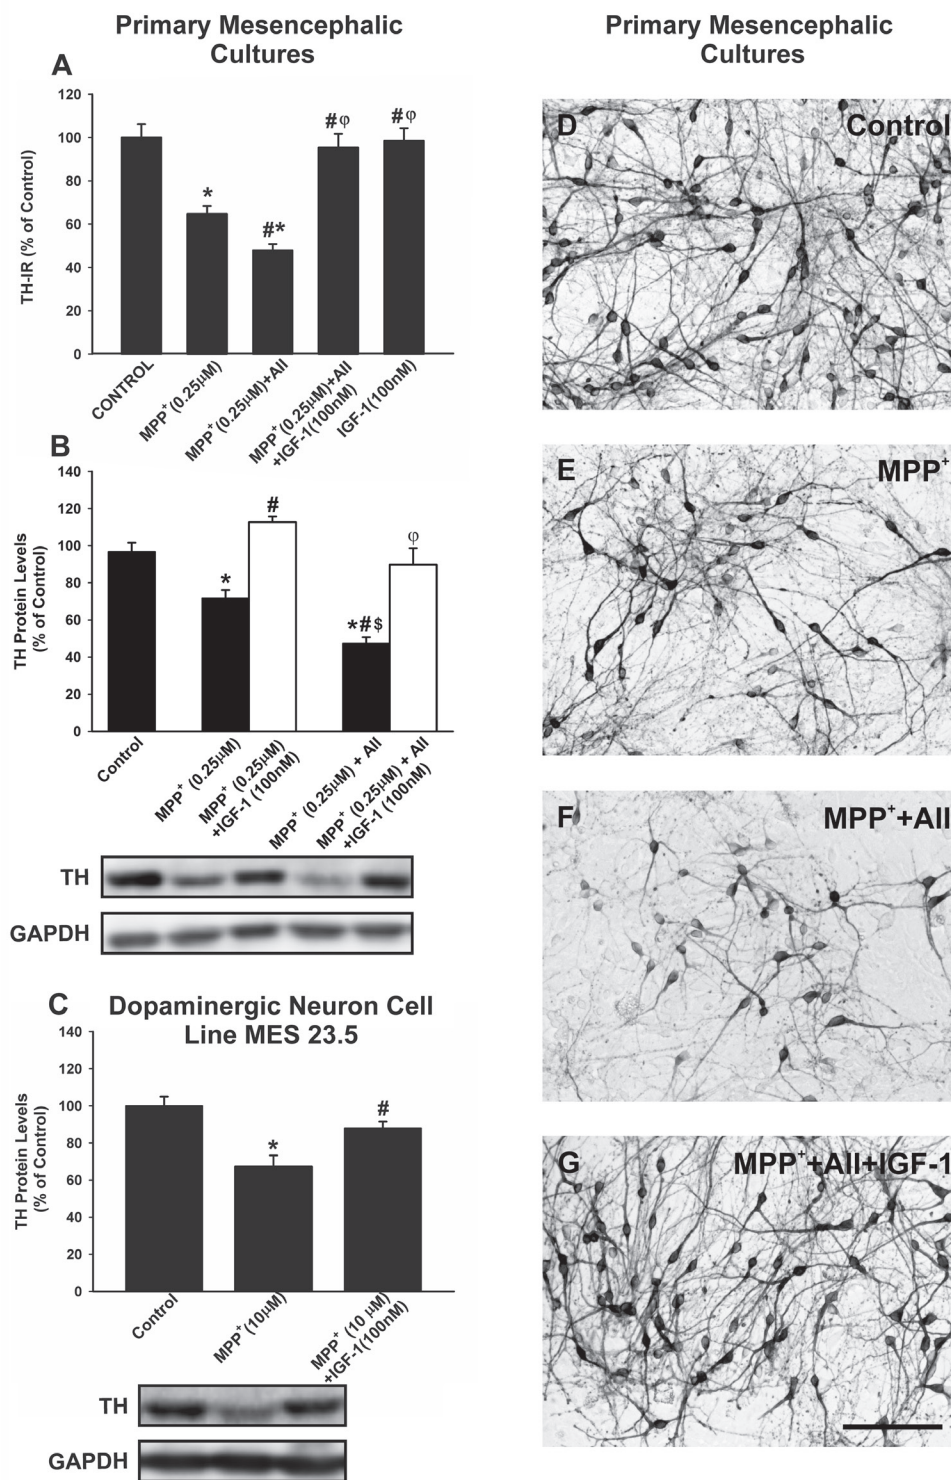 Primary Mesencephalic
Cultures
A
TH-IR (% of Control)
120
100
80
60
40
20
0
*
#*
#φ
#φ
CONTROL
MPP+ (0.25µM)
MPP+ (0.25µM)+AII
MPP+ (0.25µM)+AII
+IGF-1(100nM)
IGF-1(100nM)
B
TH Protein Levels
(% of Control)
140
120
100
80
60
40
20
0
*
#
*#$
φ
Control
MPP+ (0.25µM)
MPP+ (0.25µM)
+IGF-1 (100nM)
MPP+ (0.25µM) + AII
MPP+ (0.25µM) + AII
+IGF-1 (100nM)
TH
GAPDH
C
Dopaminergic Neuron Cell
Line MES 23.5
TH Protein Levels
(% of Control)
140
120
100
80
60
40
20
0
*
#
Control
MPP+ (10µM)
MPP+ (10 µM)
+IGF-1(100nM)
TH
GAPDH
Primary Mesencephalic
Cultures
D
Control
E
MPP+
F
MPP++AII
G
MPP++AII+IGF-1